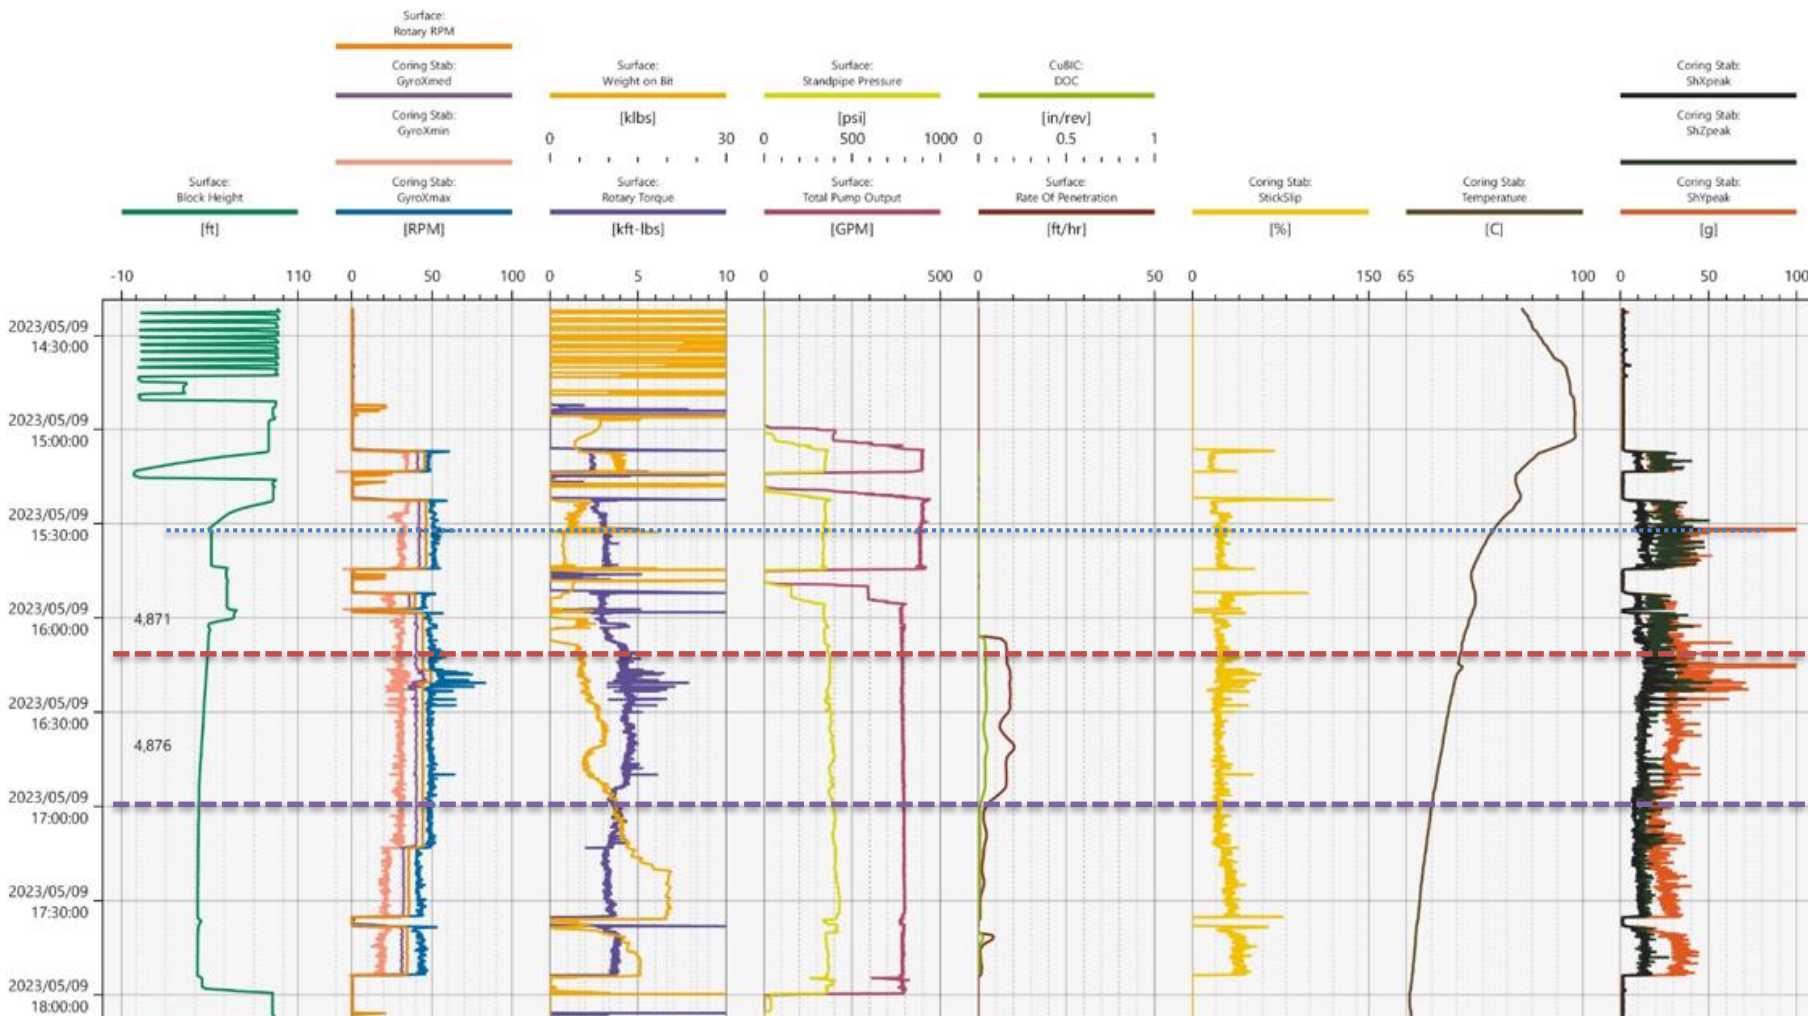 Surface:
Rotary RPM
Coring Stab:
GyroXmed
Coring Stab:
GyroXmin
Surface:
Block Height
Coring Stab:
GyroXmax
[ft]
[RPM]
Surface:
Weight on Bit
[klbs]
0 30
Surface:
Rotary Torque
[kft-lbs]
Surface:
Standpipe Pressure
[psi]
0 500 1000
Surface:
Total Pump Output
[GPM]
CuBIC:
DOC
[in/rev]
0 0.5 1
Surface:
Rate Of Penetration
[ft/hr]
Coring Stab:
StickSlip
[%]
Coring Stab:
Temperature
[C]
Coring Stab:
ShXpeak
Coring Stab:
ShZpeak
Coring Stab:
ShYpeak
[g]
-10 110 0 50 100 0 5 10 0 500 0 50 0 150 65 100 0 50 100
2023/05/09
14:30:00
2023/05/09
15:00:00
2023/05/09
15:30:00
2023/05/09
16:00:00
4,871
2023/05/09
16:30:00
4,876
2023/05/09
17:00:00
2023/05/09
17:30:00
2023/05/09
18:00:00